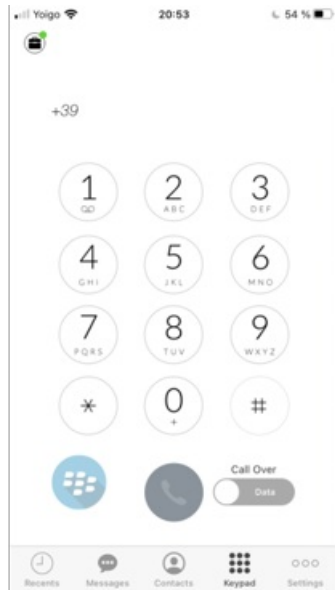 Yoigo 20:53 54 %
+39
1 2 3
ABC DEF
4 5 6
GHI JKL MNO
7 8 9
PQRS TUV WXYZ
* 0 #
+
Call Over
Data
Recents Messages Contacts Keypad Settings